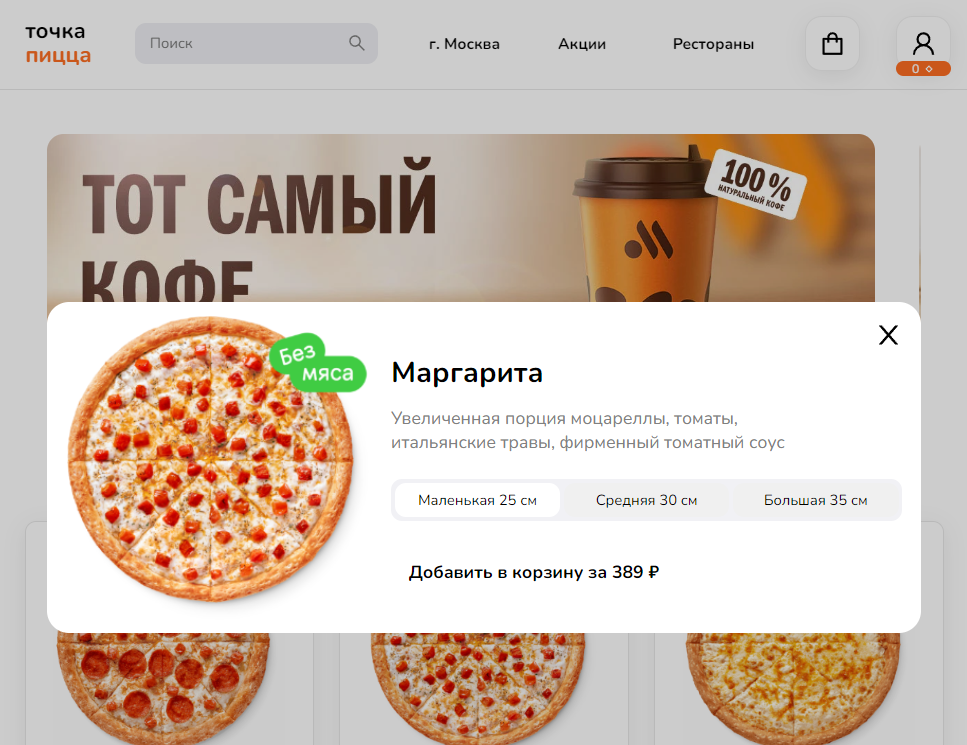 точка
пицца
Поиск
г. Москва
Акции
Рестораны
0
ТОТ САМЫЙ
КОФЕ
100 %
НАТУРАЛЬНЫЙ КОФЕ
Без
мяса
Маргарита
Увеличенная порция моцареллы, томаты,
итальянские травы, фирменный томатный соус
Маленькая 25 см
Средняя 30 см
Большая 35 см
Добавить в корзину за 389 ₽